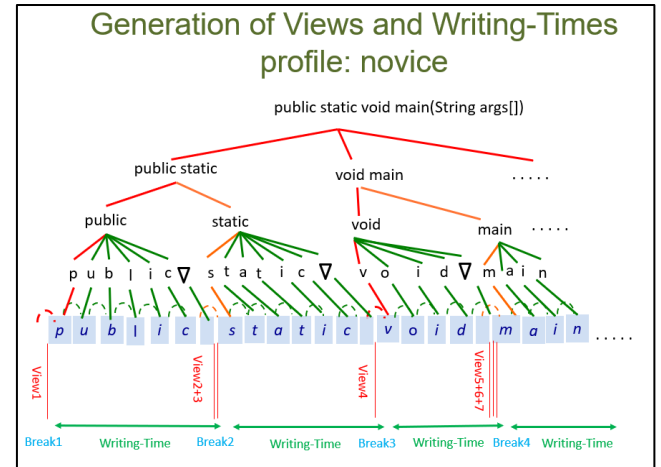 Generation of Views and Writing-Times
profile: novice
public static void main(String args[])
public static
void main
.....
public
static
void
main
.....
p u b l i c ∇ s t a t i c ∇ v o i d ∇ m a i n
p u b l i c s t a t i c v o i d m a i n .....
View1
View2+3
View4
View5+6+7
Break1 Writing-Time Break2 Writing-Time Break3 Writing-Time Break4 Writing-Time